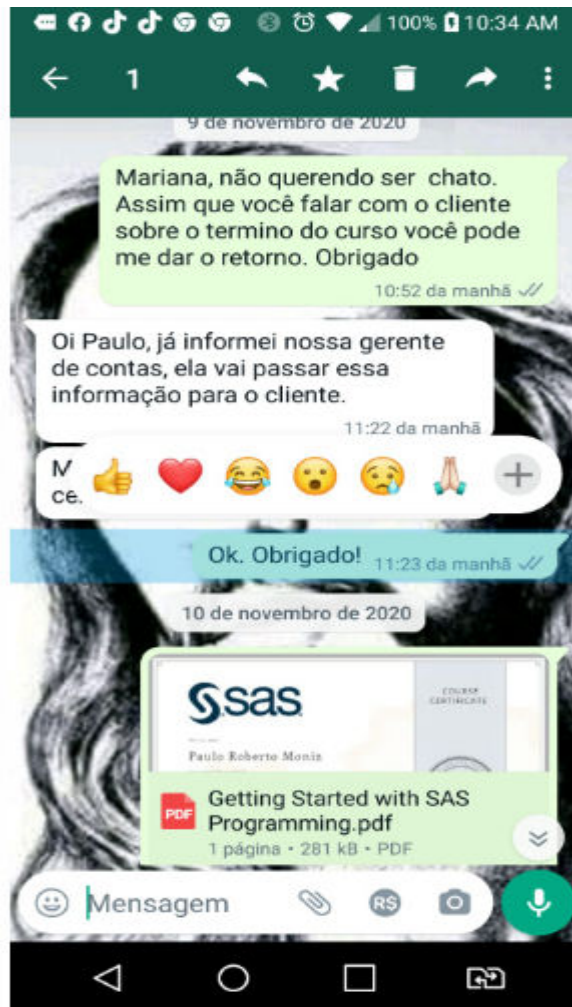 100% 10:34 AM
1
9 de novembro de 2020
Mariana, não querendo ser chato.
Assim que você falar com o cliente
sobre o termino do curso você pode
me dar o retorno. Obrigado
10:52 da manhã
Oi Paulo, já informei nossa gerente
de contas, ela vai passar essa
informação para o cliente.
11:22 da manhã
Ok. Obrigado! 11:23 da manhã
10 de novembro de 2020
sas
COURSE
CERTIFICATE
Paulo Roberto Moniz
PDF
Getting Started with SAS
Programming.pdf
1 página • 281 kB • PDF
Mensagem
R$